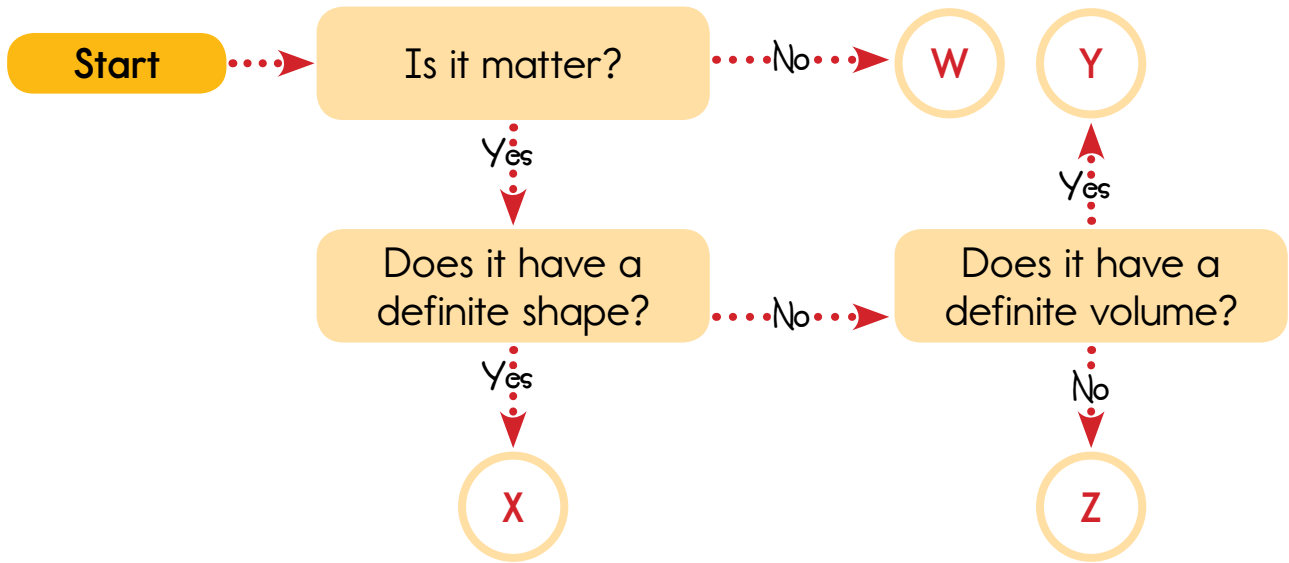 Start
Is it matter?
No
W
Y
Yes
Yes
Does it have a
definite shape?
No
Does it have a
definite volume?
Yes
No
X
Z